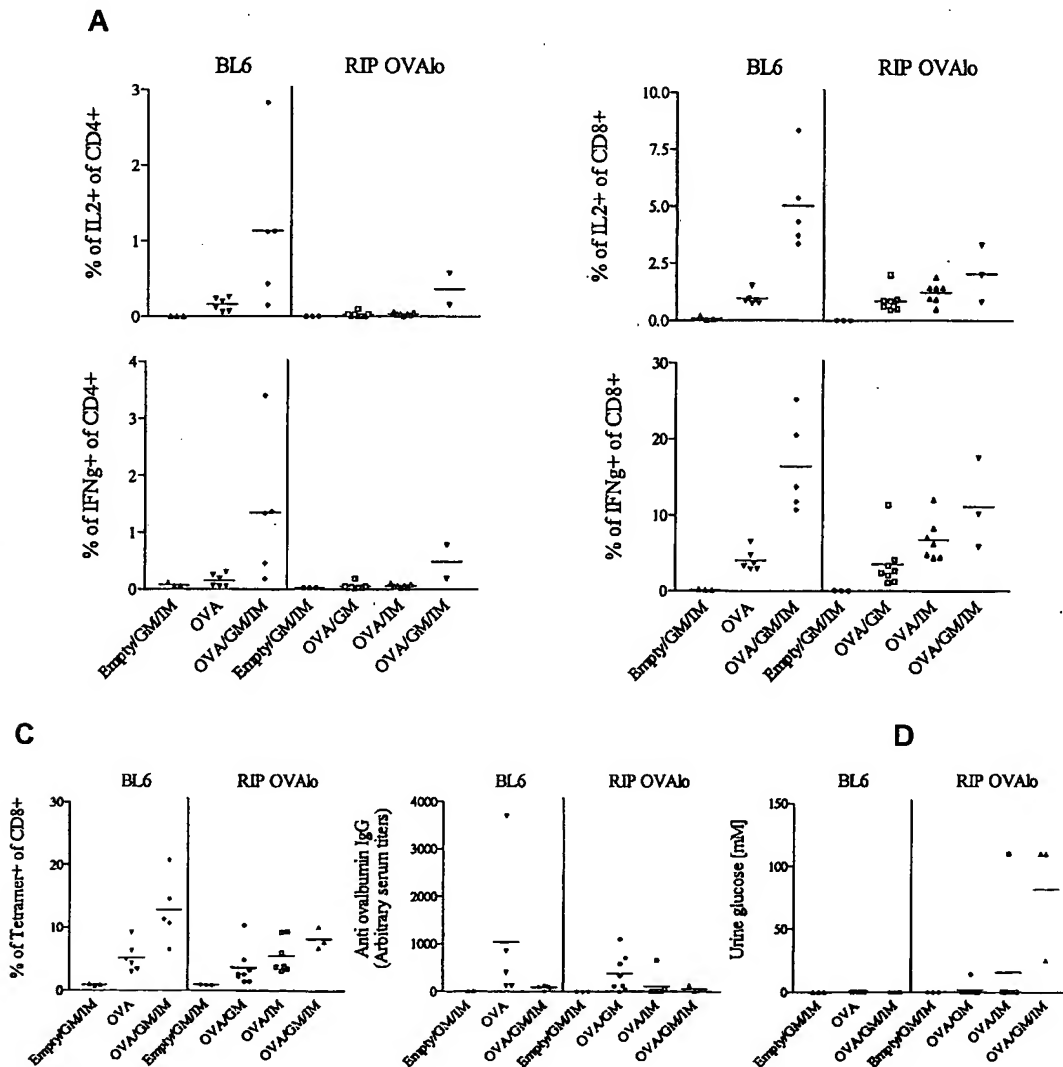 A
BL6 RIP OVAlo
% of IL2+ of CD4+
3
2
1
0
BL6 RIP OVAlo
% of IL2+ of CD8+
10.0
7.5
5.0
2.5
0.0
% of IFNg+ of CD4+
4
3
2
1
0
Empty/GM/IM
OVA
OVA/GM/IM
Empty/GM/IM
OVA/GM
OVA/IM
OVA/GM/IM
% of IFNg+ of CD8+
30
20
10
0
Empty/GM/IM
OVA
OVA/GM/IM
Empty/GM/IM
OVA/GM
OVA/IM
OVA/GM/IM
C
BL6 RIP OVAlo
% of Tetramer+ of CD8+
30
20
10
0
Empty/GM/IM
OVA
OVA/GM/IM
Empty/GM/IM
OVA/GM
OVA/IM
OVA/GM/IM
BL6 RIP OVAlo
Anti ovalbumin IgG
(Arbitrary serum titers)
4000
3000
2000
1000
0
Empty/GM/IM
OVA
OVA/GM/IM
Empty/GM/IM
OVA/GM
OVA/IM
OVA/GM/IM
D
BL6 RIP OVAlo
Urine glucose [mM]
150
100
50
0
Empty/GM/IM
OVA
OVA/GM/IM
Empty/GM/IM
OVA/GM
OVA/IM
OVA/GM/IM